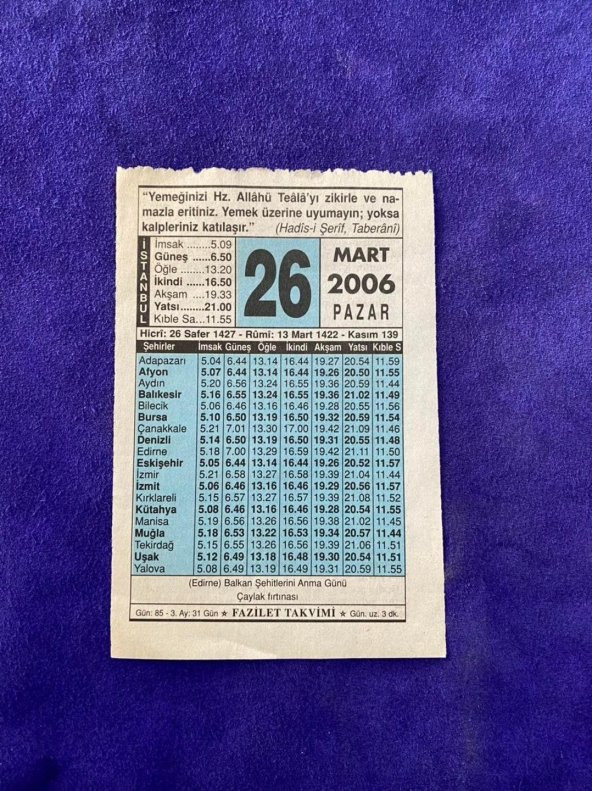 “Yemeğinizi Hz. Allâhü Teâlâ’yı zikirle ve na-
mazla eritiniz. Yemek üzerine uyumayın; yoksa
kalpleriniz katılaşır.” (Hadis-i Şerîf, Taberânî)
İSTANBUL
İmsak ......5.09
Güneş ......6.50
Öğle ......13.20
İkindi ......16.50
Akşam ....19.33
Yatsı.......21.00
Kıble Sa...11.55
26
MART
2006
PAZAR
Hicrî: 26 Safer 1427 - Rûmî: 13 Mart 1422 - Kasım 139
Şehirler İmsak Güneş Öğle İkindi Akşam Yatsı Kıble S
Adapazarı 5.04 6.44 13.14 16.44 19.27 20.54 11.59
Afyon 5.07 6.44 13.14 16.44 19.26 20.50 11.55
Aydın 5.20 6.56 13.24 16.55 19.36 20.59 11.44
Balıkesir 5.16 6.55 13.24 16.55 19.36 21.02 11.49
Bilecik 5.06 6.46 13.16 16.46 19.28 20.55 11.56
Bursa 5.10 6.50 13.19 16.50 19.32 20.59 11.54
Çanakkale 5.21 7.01 13.30 17.00 19.42 21.09 11.46
Denizli 5.14 6.50 13.19 16.50 19.31 20.55 11.48
Edirne 5.18 7.00 13.29 16.59 19.42 21.11 11.50
Eskişehir 5.05 6.44 13.14 16.44 19.26 20.52 11.57
İzmir 5.21 6.58 13.27 16.58 19.39 21.04 11.44
İzmit 5.06 6.46 13.16 16.46 19.29 20.56 11.57
Kırklareli 5.15 6.57 13.27 16.57 19.39 21.08 11.52
Kütahya 5.08 6.46 13.16 16.46 19.28 20.54 11.55
Manisa 5.19 6.56 13.26 16.56 19.38 21.02 11.45
Muğla 5.18 6.53 13.22 16.53 19.34 20.57 11.44
Tekirdağ 5.15 6.55 13.26 16.56 19.39 21.06 11.51
Uşak 5.12 6.49 13.18 16.48 19.30 20.54 11.51
Yalova 5.08 6.49 13.19 16.49 19.31 20.59 11.55
(Edirne) Balkan Şehitlerini Anma Günü
Çaylak fırtınası
Gün: 85 - 3. Ay: 31 Gün ★ FAZİLET TAKVİMİ ★ Gün. uz. 3 dk.